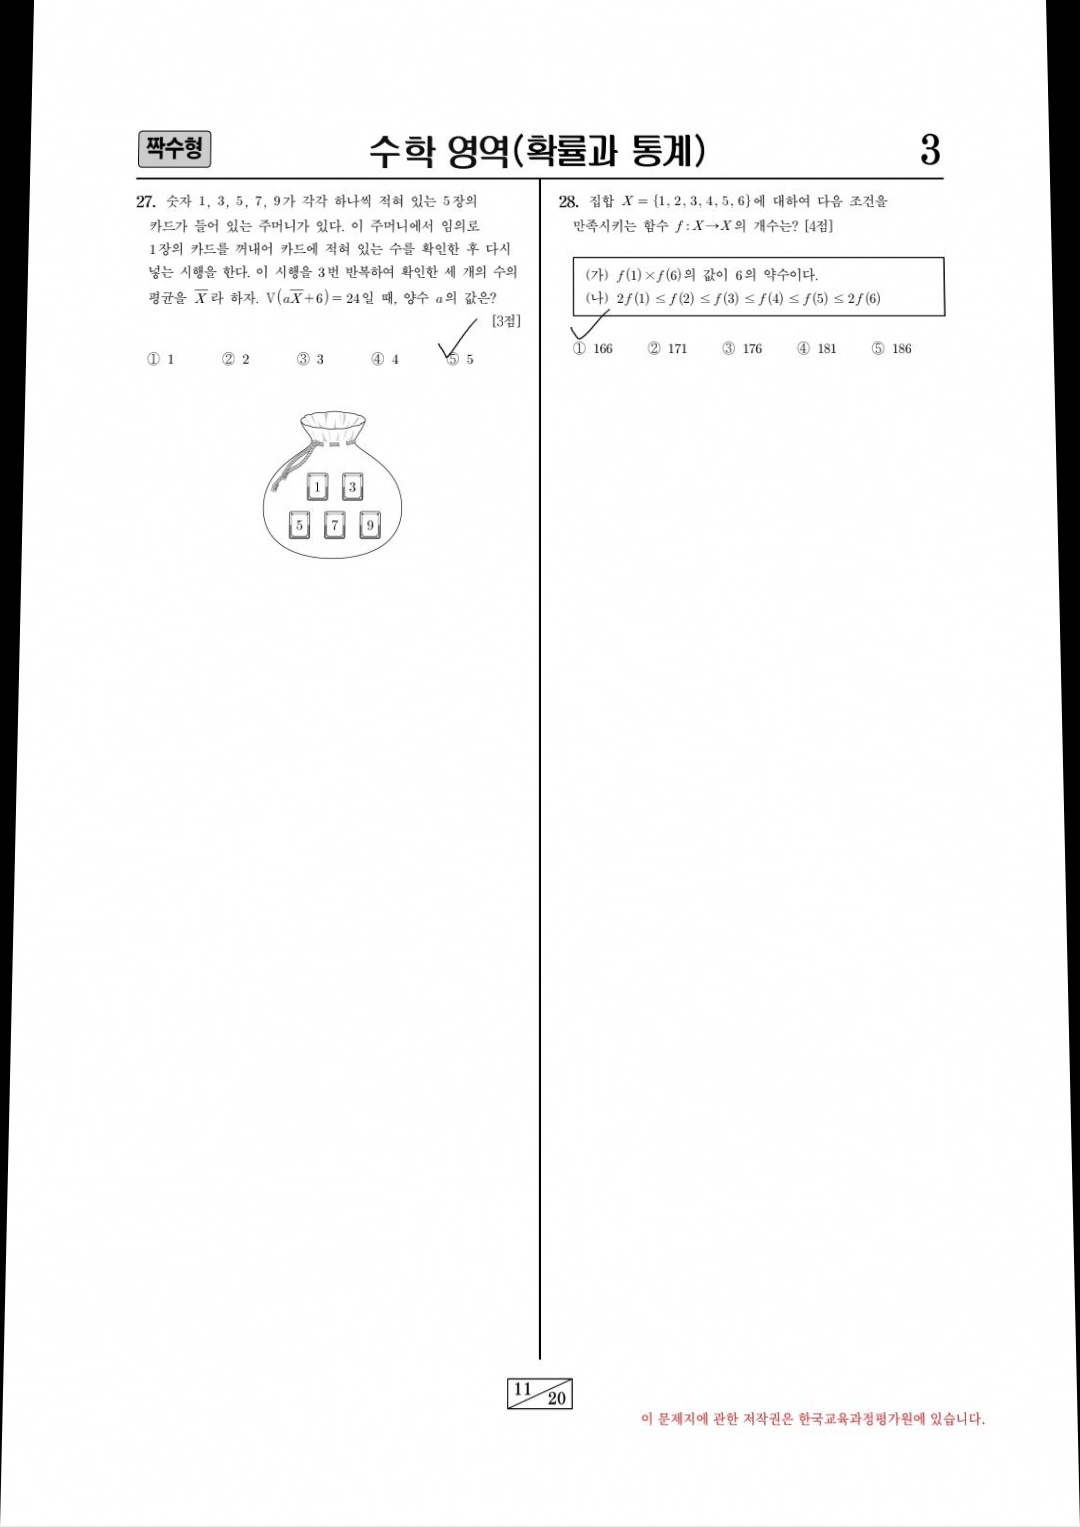 짝수형
수학 영역(확률과 통계)
3
27. 숫자 1, 3, 5, 7, 9가 각각 하나씩 적혀 있는 5장의
카드가 들어 있는 주머니가 있다. 이 주머니에서 임의로
1장의 카드를 꺼내어 카드에 적혀 있는 수를 확인한 후 다시
넣는 시행을 한다. 이 시행을 3번 반복하여 확인한 세 개의 수의
평균을 X̄라 하자. V(aX̄+6)=24일 때, 양수 a의 값은?
[3점]
① 1 ② 2 ③ 3 ④ 4 ⑤ 5
1 3
5 7 9
28. 집합 X = {1, 2, 3, 4, 5, 6}에 대하여 다음 조건을
만족시키는 함수 f : X→X의 개수는? [4점]
(가) f(1)×f(6)의 값이 6의 약수이다.
(나) 2f(1) ≤ f(2) ≤ f(3) ≤ f(4) ≤ f(5) ≤ 2f(6)
① 166 ② 171 ③ 176 ④ 181 ⑤ 186
11 20
이 문제지에 관한 저작권은 한국교육과정평가원에 있습니다.